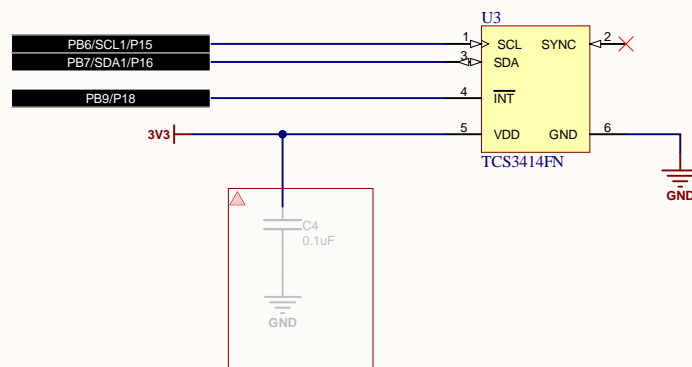 U3
PB6/SCL1/P15
1
SCL
SYNC
2
PB7/SDA1/P16
3
SDA
PB9/P18
4
INT
3V3
5
VDD
GND
6
TCS3414FN
GND
C4
0.1uF
GND